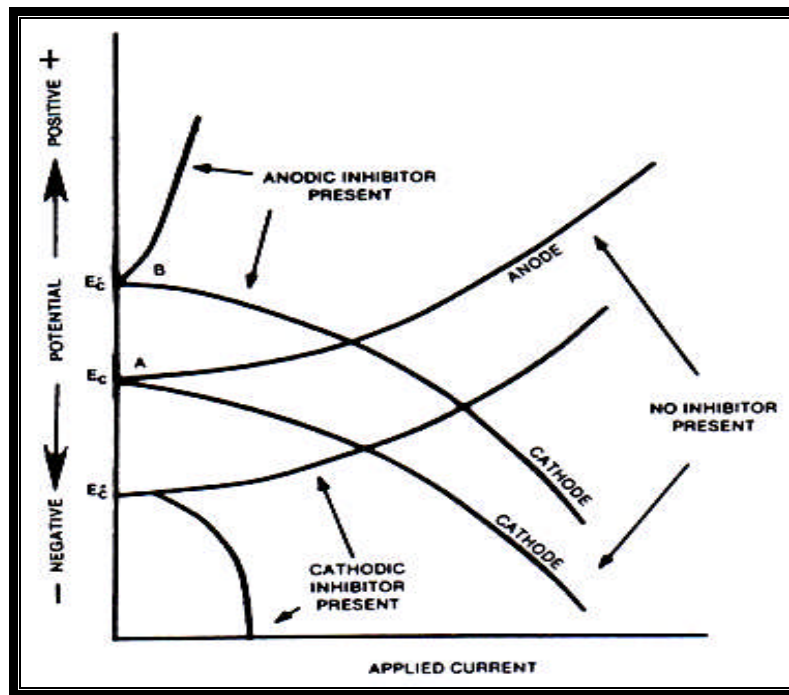 POSITIVE +
POTENTIAL
— NEGATIVE
ANODIC INHIBITOR
PRESENT
B
A
Ec
ANODE
NO INHIBITOR
PRESENT
CATHODE
CATHODE
CATHODIC
INHIBITOR
PRESENT
APPLIED CURRENT